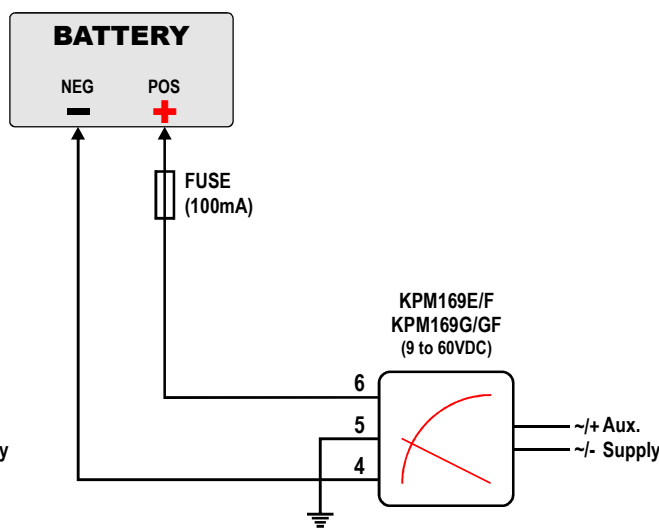 BATTERY
NEG POS
FUSE
(100mA)
KPM169E/F
KPM169G/GF
(9 to 60VDC)
6
5
4
~/+ Aux.
~/- Supply
y